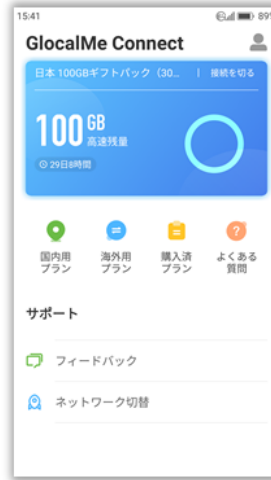 15:41 89%
GlocalMe Connect
日本 100GBギフトパック（30... | 接続を切る
100 GB
高速残量
29日8時間
国内用 海外用 購入済 よくある
プラン プラン プラン 質問
サポート
フィードバック
ネットワーク切替